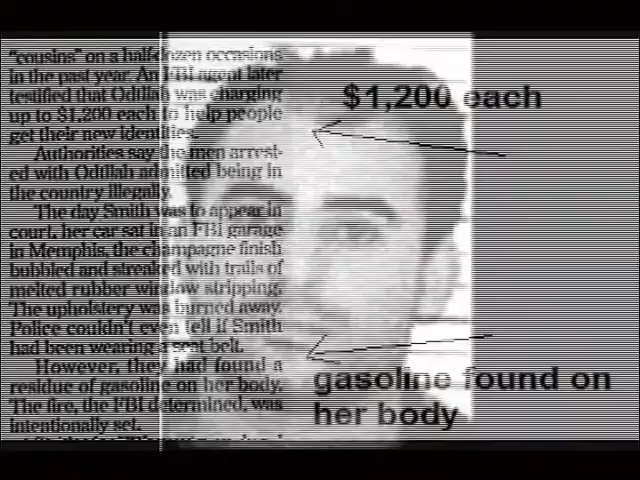 "cousins" on a half-dozen occasions
in the past year. An FBI agent later
testified that Odtllah was charging
up to $1,200 each to help people
get their new identities.
Authorities say the men arrest-
ed with Odtllah admitted being in
the country illegally.
The day Smith was to appear in
court, her car sat in an FBI garage
in Memphis, the champagne finish
bubbled and streaked with trails of
melted rubber window stripping.
The upholstery was burned away.
Police couldn't even tell if Smith
had been wearing a seat belt.
However, they had found a
residue of gasoline on her body.
The fire, the FBI determined, was
intentionally set.
$1,200 each
gasoline found on
her body